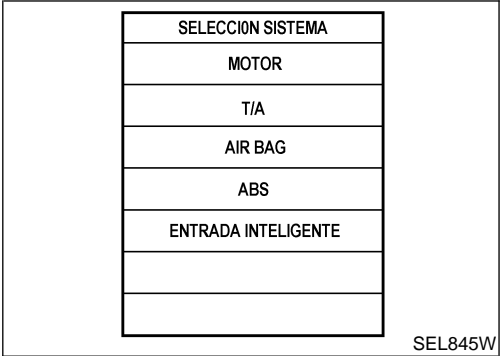 SELECCI0N SISTEMA
MOTOR
T/A
AIR BAG
ABS
ENTRADA INTELIGENTE
SEL845W